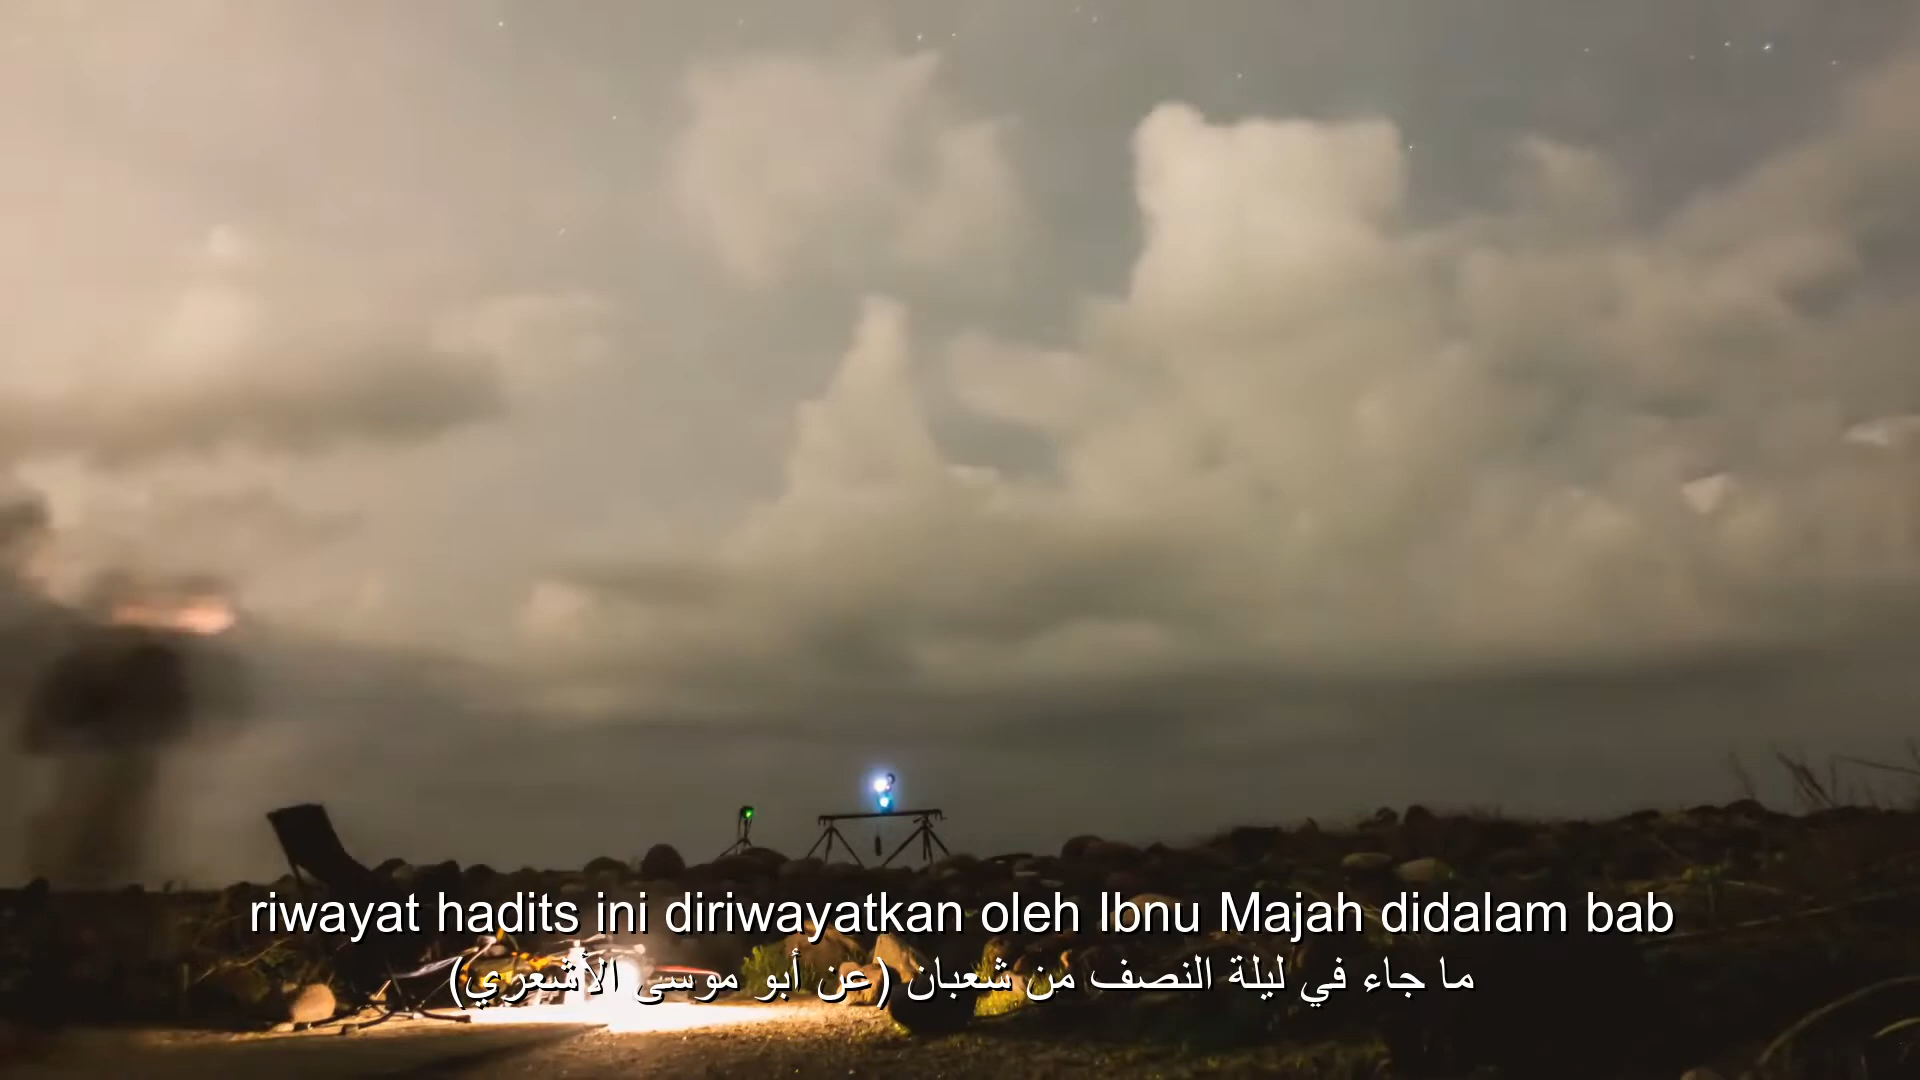 riwayat hadits ini diriwayatkan oleh Ibnu Majah didalam bab
ما جاء في ليلة النصف من شعبان (عن أبو موسى الأشعري)